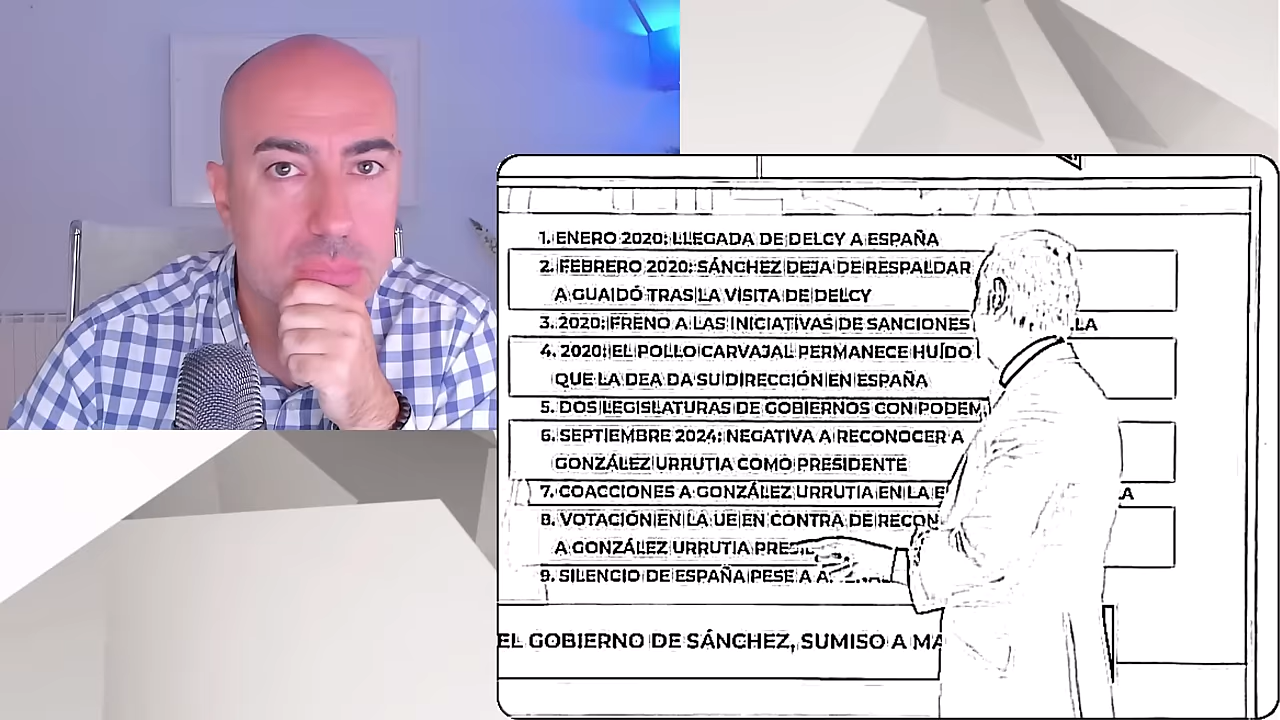 1. ENERO 2020: LLEGADA DE DELCY A ESPAÑA
2. FEBRERO 2020: SÁNCHEZ DEJA DE RESPALDAR
A GUAIDÓ TRAS LA VISITA DE DELCY
3. 2020: FRENO A LAS INICIATIVAS DE SANCIONES
4. 2020: EL POLLO CARVAJAL PERMANECE HUÍDO
QUE LA DEA DA SU DIRECCIÓN EN ESPAÑA
5. DOS LEGISLATURAS DE GOBIERNOS CON PODEM
6. SEPTIEMBRE 2024: NEGATIVA A RECONOCER A
GONZÁLEZ URRUTIA COMO PRESIDENTE
7. COACCIONES A GONZÁLEZ URRUTIA EN LA
8. VOTACIÓN EN LA UE EN CONTRA DE RECON
A GONZÁLEZ URRUTIA
9. SILENCIO DE ESPAÑA PESE A
EL GOBIERNO DE SÁNCHEZ, SUMISO A MA